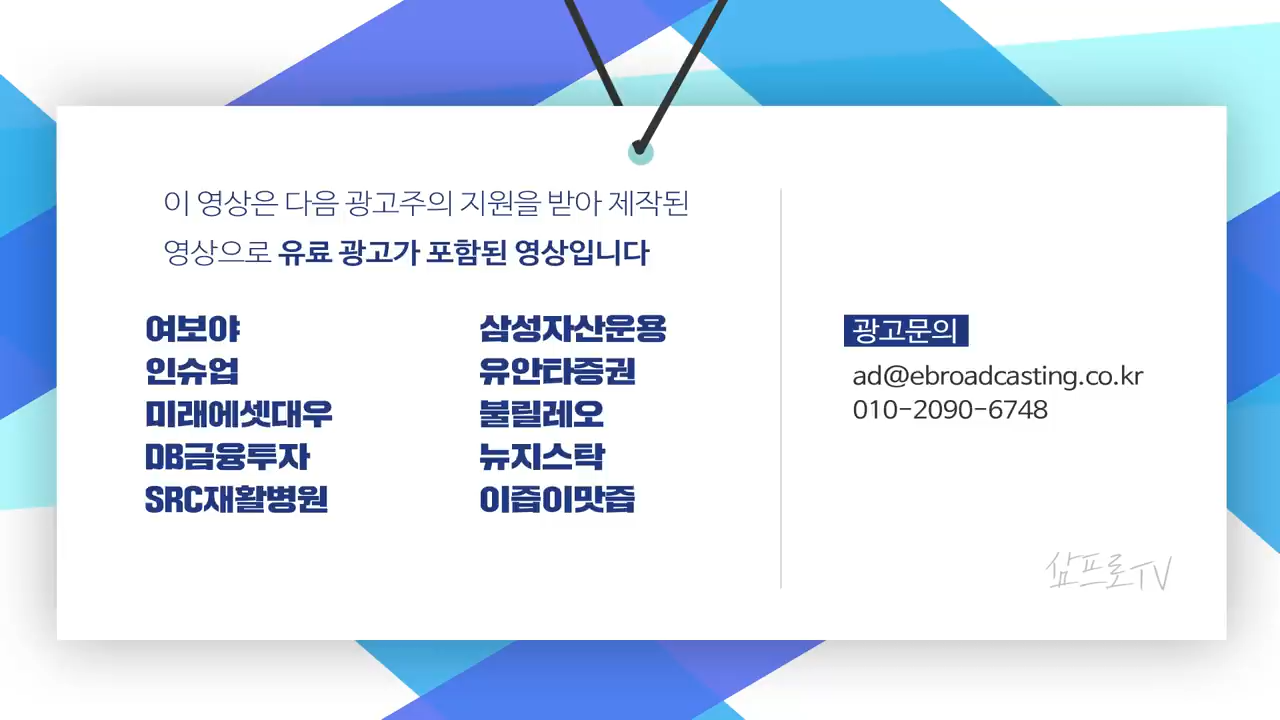 이 영상은 다음 광고주의 지원을 받아 제작된
영상으로 유료 광고가 포함된 영상입니다
여보야
인슈업
미래에셋대우
DB금융투자
SRC재활병원
삼성자산운용
유안타증권
불릴레오
뉴지스탁
이즙이맛즙
광고문의
ad@ebroadcasting.co.kr
010-2090-6748
삼프로TV